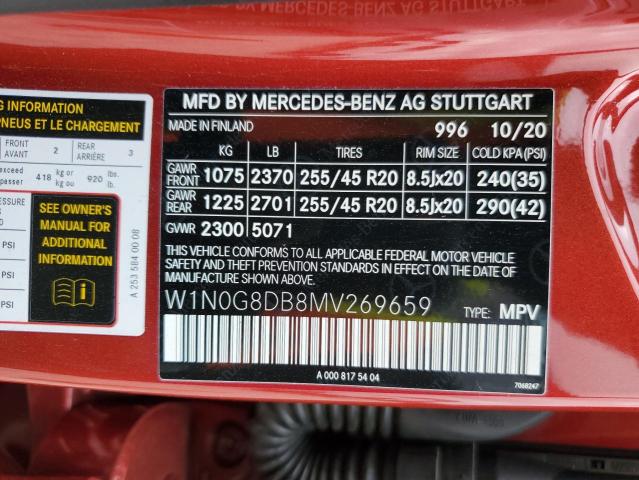 G INFORMATION
PNEUS ET LE CHARGEMENT
FRONT AVANT 2 REAR ARRIÈRE 3
exceed
passer 418 kg or kg ou 920 lbs. lb.
PRESSURE
PSI
PSI
PSI
SEE OWNER'S
MANUAL FOR
ADDITIONAL
INFORMATION
A 253 584 00 08
MFD BY MERCEDES-BENZ AG STUTTGART
MADE IN FINLAND 996 10/20
KG LB TIRES RIM SIZE COLD KPA (PSI)
GAWR FRONT 1075 2370 255/45 R20 8.5Jx20 240(35)
GAWR REAR 1225 2701 255/45 R20 8.5Jx20 290(42)
GVWR 2300 5071
THIS VEHICLE CONFORMS TO ALL APPLICABLE FEDERAL MOTOR VEHICLE
SAFETY AND THEFT PREVENTION STANDARDS IN EFFECT ON THE DATE
OF MANUFACTURE SHOWN ABOVE.
W1N0G8DB8MV269659 TYPE: MPV
A 000 817 54 04
7068247